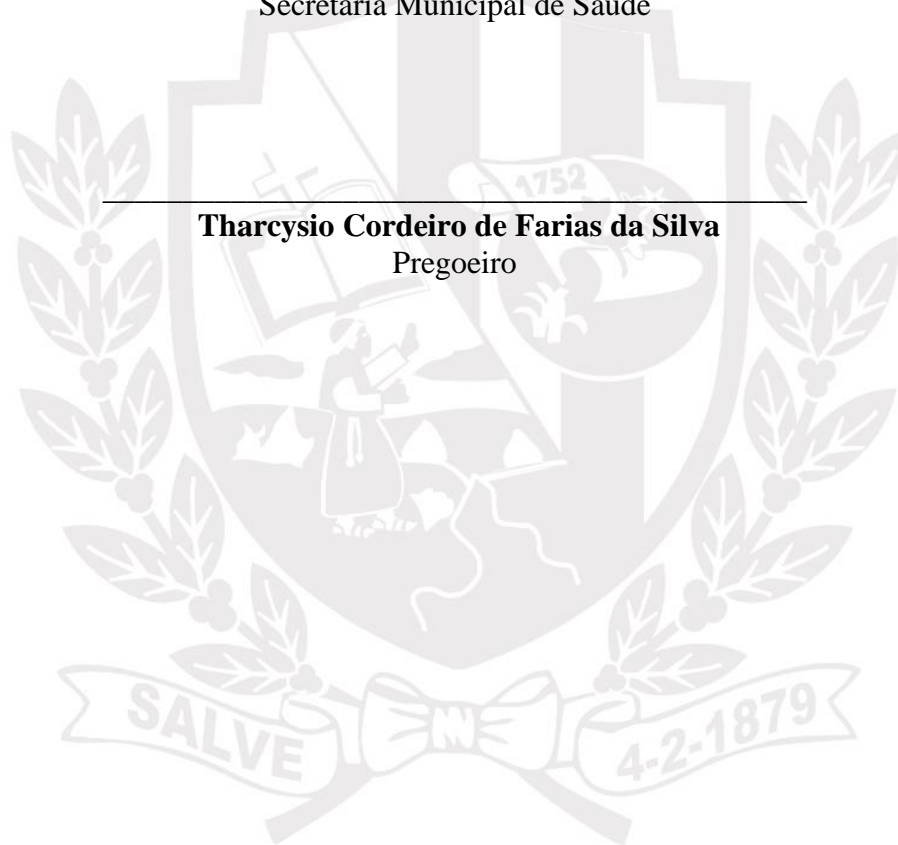 Secretaria Municipal de Saúde
1752
Tharcysio Cordeiro de Farias da Silva
Pregoeiro
SALVE
4-2-1879